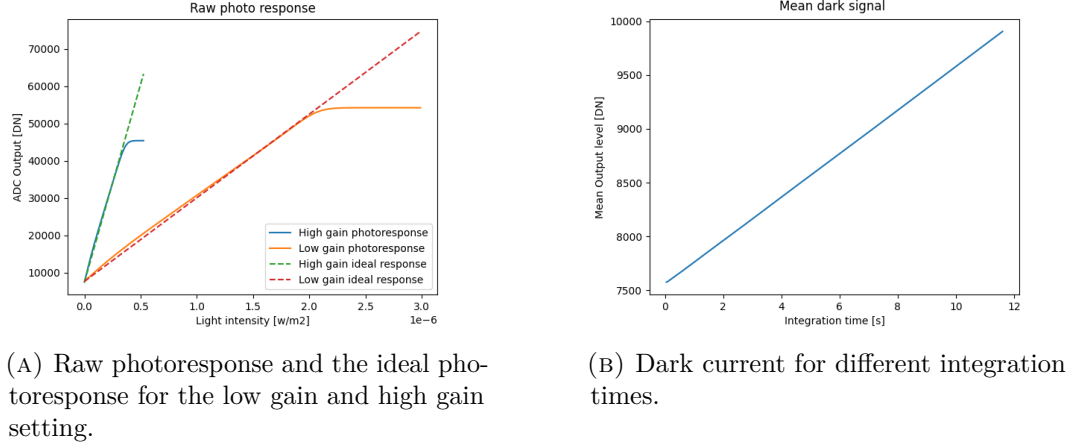 Raw photo response
ADC Output [DN]
70000
60000
50000
40000
30000
20000
10000
High gain photoresponse
Low gain photoresponse
High gain ideal response
Low gain ideal response
0.0 0.5 1.0 1.5 2.0 2.5 3.0
1e-6
Light intensity [w/m2]
Mean dark signal
Mean Output level [DN]
10000
9500
9000
8500
8000
7500
0 2 4 6 8 10 12
Integration time [s]
(A) Raw photoresponse and the ideal pho-
toresponse for the low gain and high gain
setting.
(B) Dark current for different integration
times.